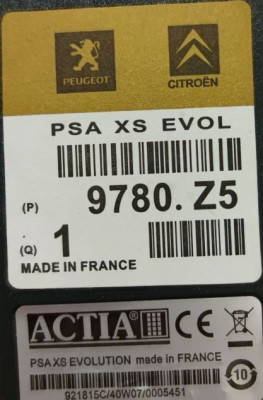 PEUGEOT
CITROËN
PSA XS EVOL
(P) 9780.Z5
(Q) 1
MADE IN FRANCE
ACTIA
PSA XS EVOLUTION made in FRANCE
10
921815C/40W07/0005451